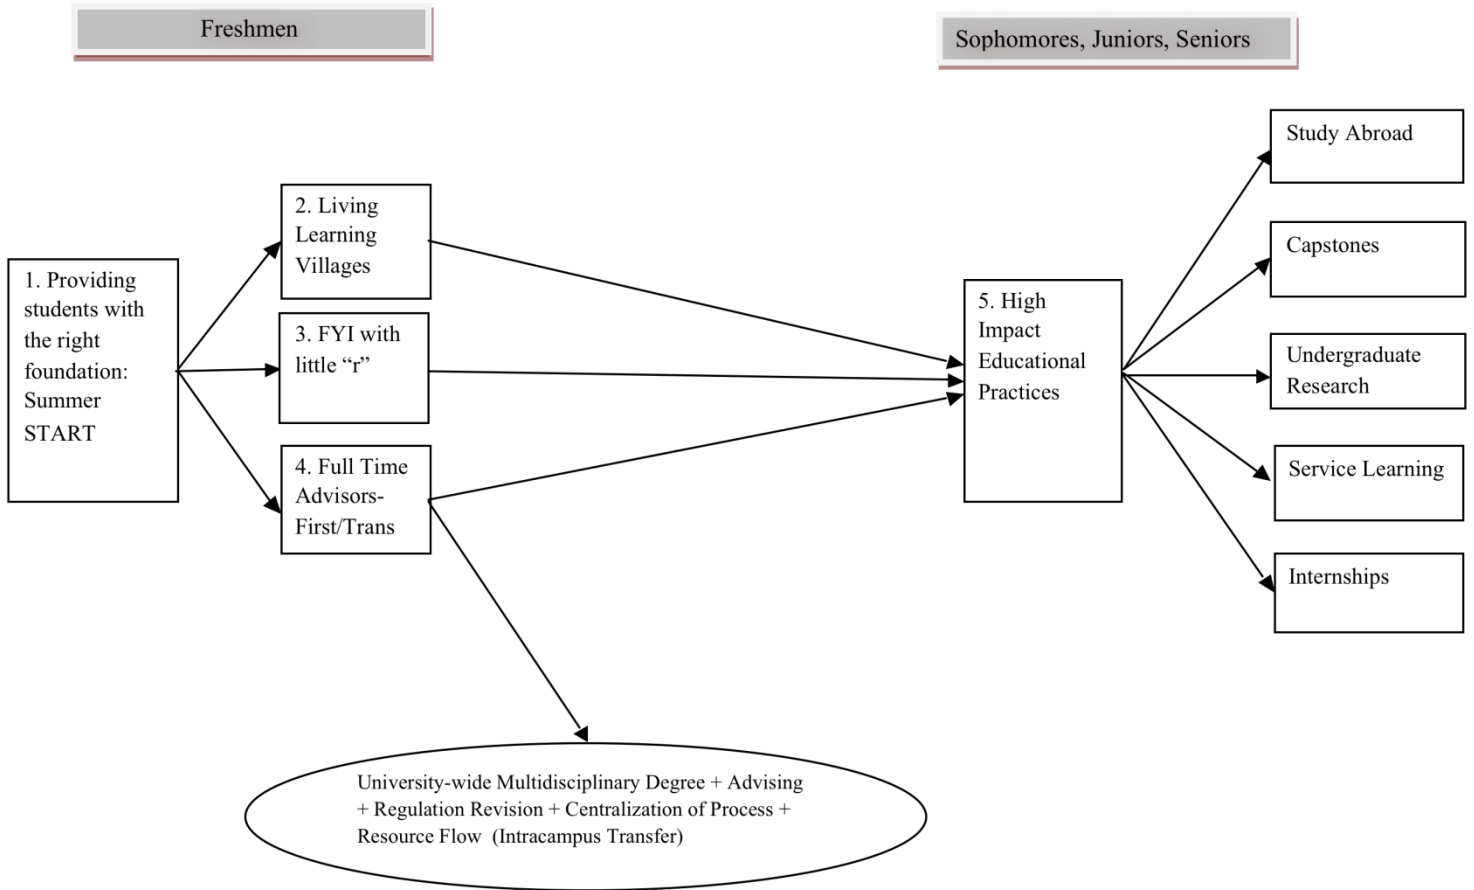 Freshmen
Sophomores, Juniors, Seniors
1. Providing
students with
the right
foundation:
Summer
START
2. Living
Learning
Villages
3. FYI with
little “r”
4. Full Time
Advisors-
First/Trans
5. High
Impact
Educational
Practices
Study Abroad
Capstones
Undergraduate
Research
Service Learning
Internships
University-wide Multidisciplinary Degree + Advising
+ Regulation Revision + Centralization of Process +
Resource Flow (Intracampus Transfer)